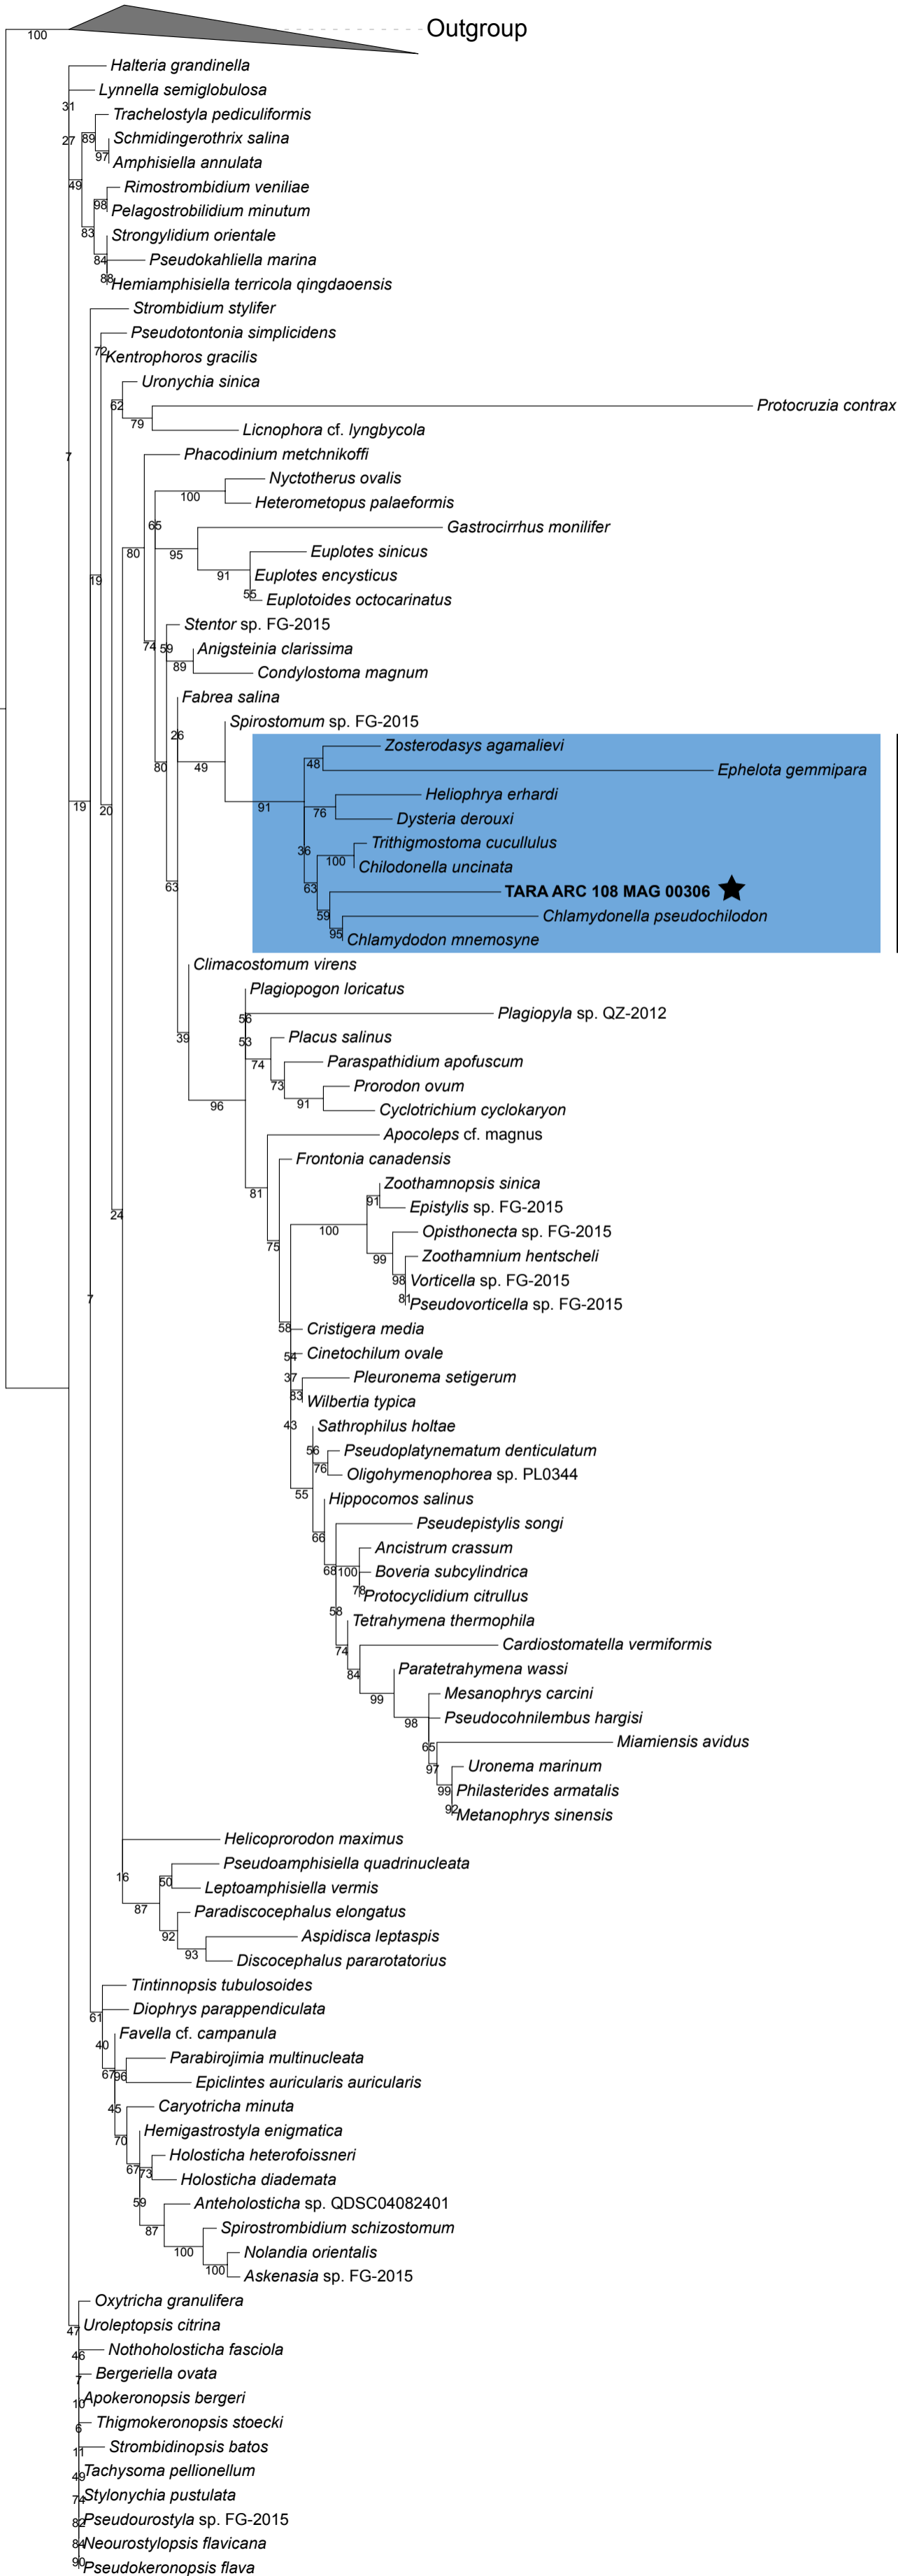 Outgroup
100
Halteria grandinella
Lynnella semiglobulosa
31
Trachelostyla pediculiformis
27
89
Schmidingerothrix salina
97
Amphisiella annulata
49
Rimostrombidium veniliae
98
Pelagostrobilidium minutum
83
Strongylidium orientale
84
Pseudokahliella marina
88
Hemiamphisiella terricola qingdaoensis
Strombidium stylifer
Pseudotontonia simplicidens
72
Kentrophoros gracilis
Uronychia sinica
62
Protocruzia contrax
79
Licnophora cf. lyngbycola
7
Phacodinium metchnikoffi
Nyctotherus ovalis
100
Heterometopus palaeformis
65
Gastrocirrhus monilifer
80
95
Euplotes sinicus
19
91
Euplotes encysticus
55
Euplotoides octocarinatus
Stentor sp. FG-2015
74
59
Anigsteinia clarissima
89
Condylostoma magnum
Fabrea salina
Spirostomum sp. FG-2015
26
Zosterodasys agamalievi
80
49
48
Ephelota gemmipara
Heliophrya erhardi
19
20
91
76
Dysteria derouxi
Trithigmostoma cucullulus
36
100
Chilodonella uncinata
63
63
TARA ARC 108 MAG 00306
59
Chlamydonella pseudochilodon
95
Chlamydodon mnemosyne
Climacostomum virens
Plagiopogon loricatus
56
Plagiopyla sp. QZ-2012
39
53
Placus salinus
74
Paraspathidium apofuscum
73
Prorodon ovum
96
91
Cyclotrichium cyclokaryon
Apocoleps cf. magnus
Frontonia canadensis
81
Zoothamnopsis sinica
91
Epistylis sp. FG-2015
24
100
Opisthonecta sp. FG-2015
75
99
Zoothamnium hentscheli
98
Vorticella sp. FG-2015
7
81
Pseudovorticella sp. FG-2015
58
Cristigera media
54
Cinetochilum ovale
37
Pleuronema setigerum
83
Wilbertia typica
43
Sathrophilus holtae
56
Pseudoplatynematum denticulatum
76
Oligohymenophorea sp. PL0344
55
Hippocomos salinus
Pseudepistylis songi
66
Ancistrum crassum
68
100
Boveria subcylindrica
78
Protocyclidium citrullus
58
Tetrahymena thermophila
74
Cardiostomatella vermiformis
84
Paratetrahymena wassi
99
Mesanophrys carcini
98
Pseudocohnilembus hargisi
65
Miamiensis avidus
97
Uronema marinum
99
Philasterides armatalis
92
Metanophrys sinensis
Helicoprorodon maximus
Pseudoamphisiella quadrinucleata
16
50
Leptoamphisiella vermis
87
Paradiscocephalus elongatus
92
Aspidisca leptaspis
93
Discocephalus pararotatorius
Tintinnopsis tubulosoides
61
Diophrys parappendiculata
Favella cf. campanula
40
Parabirojimia multinucleata
67
96
Epiclintes auricularis auricularis
45
Caryotricha minuta
70
Hemigastrostyla enigmatica
Holosticha heterofoissneri
67
73
Holosticha diademata
59
Anteholosticha sp. QDSC04082401
87
Spirostrombidium schizostomum
100
Nolandia orientalis
100
Askenasia sp. FG-2015
Oxytricha granulifera
47
Uroleptopsis citrina
46
Nothoholosticha fasciola
7
Bergeriella ovata
10
Apokeronopsis bergeri
6
Thigmokeronopsis stoecki
11
Strombidinopsis batos
49
Tachysoma pellionellum
74
Stylonychia pustulata
82
Pseudourostyla sp. FG-2015
84
Neourostylopsis flavicana
90
Pseudokeronopsis flava